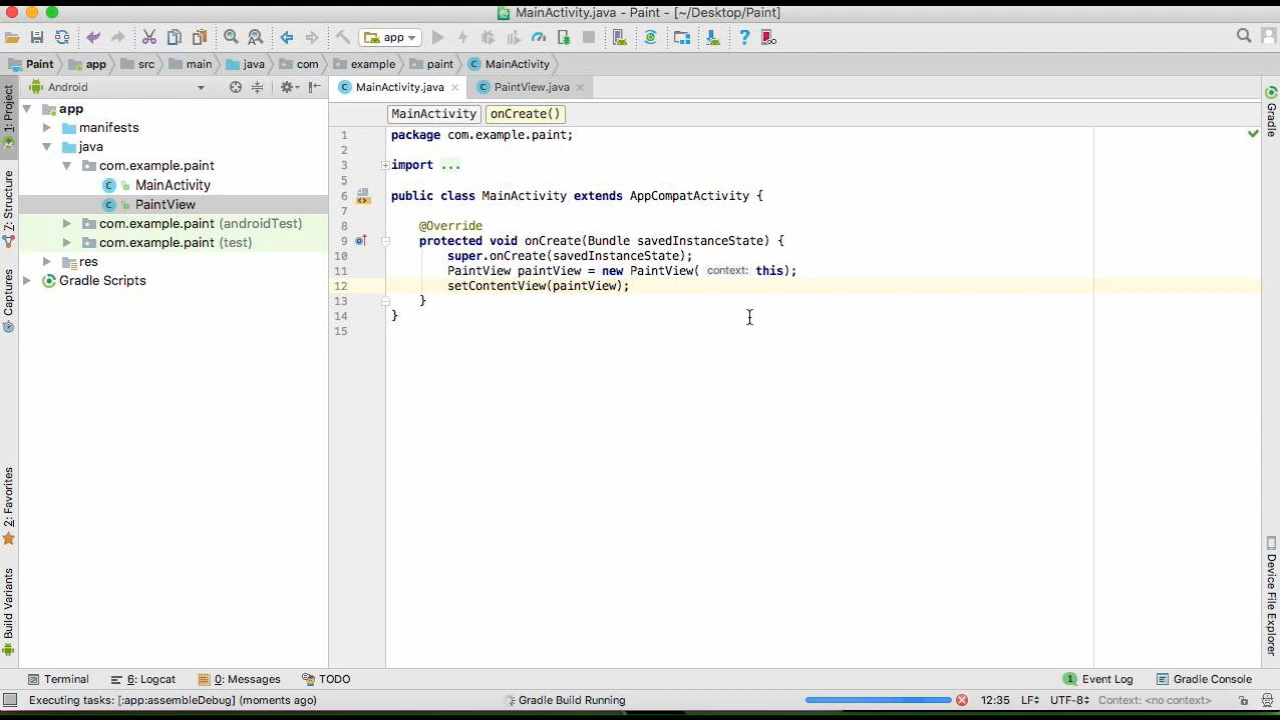 MainActivity.java - Paint - [~/Desktop/Paint]
app
Paint app src main java com example paint MainActivity
Android
MainActivity.java PaintView.java
1: Project
Z: Structure
Captures
2: Favorites
Build Variants
app
manifests
java
com.example.paint
MainActivity
PaintView
com.example.paint (androidTest)
com.example.paint (test)
res
Gradle Scripts
MainActivity onCreate()
1 package com.example.paint;
2
3 import ...
5
6 public class MainActivity extends AppCompatActivity {
7
8 @Override
9 protected void onCreate(Bundle savedInstanceState) {
10 super.onCreate(savedInstanceState);
11 PaintView paintView = new PaintView( context: this);
12 setContentView(paintView);
13 }
14 }
15
Gradle
Device File Explorer
Terminal 6: Logcat 0: Messages TODO 1 Event Log Gradle Console
Executing tasks: [:app:assembleDebug] (moments ago) Gradle Build Running 12:35 LF UTF-8 Context: <no context>